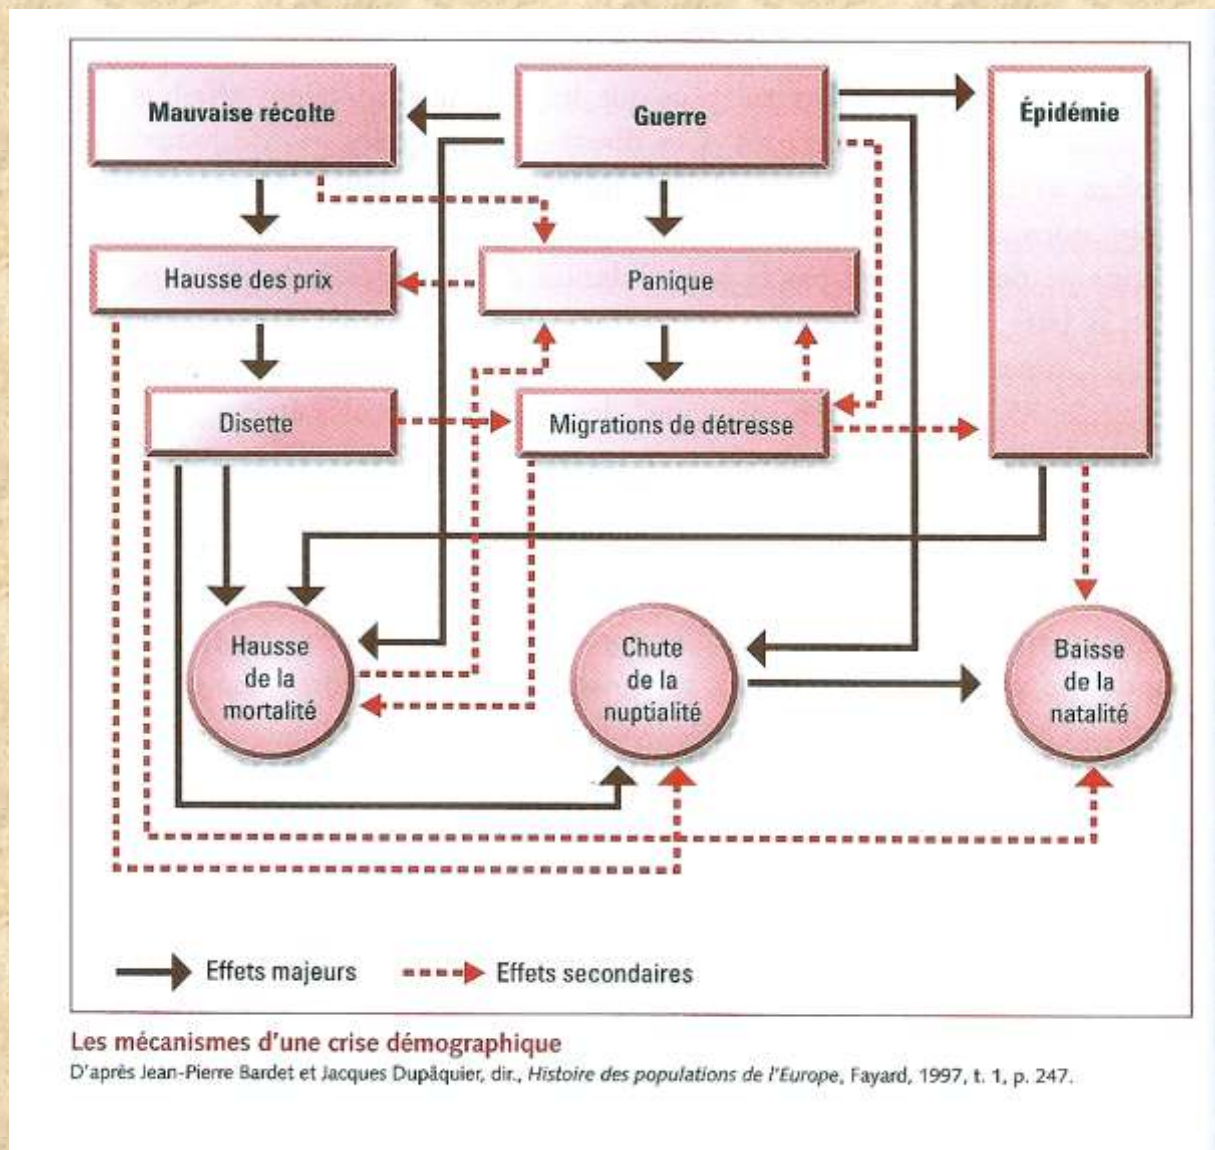 Mauvaise récolte
Guerre
Épidémie
Hausse des prix
Panique
Disette
Migrations de détresse
Hausse
de la
mortalité
Chute
de la
nuptialité
Baisse
de la
natalité
Effets majeurs
Effets secondaires
Les mécanismes d'une crise démographique
D'après Jean-Pierre Bardet et Jacques Dupâquier, dir., Histoire des populations de l'Europe, Fayard, 1997, t. 1, p. 247.